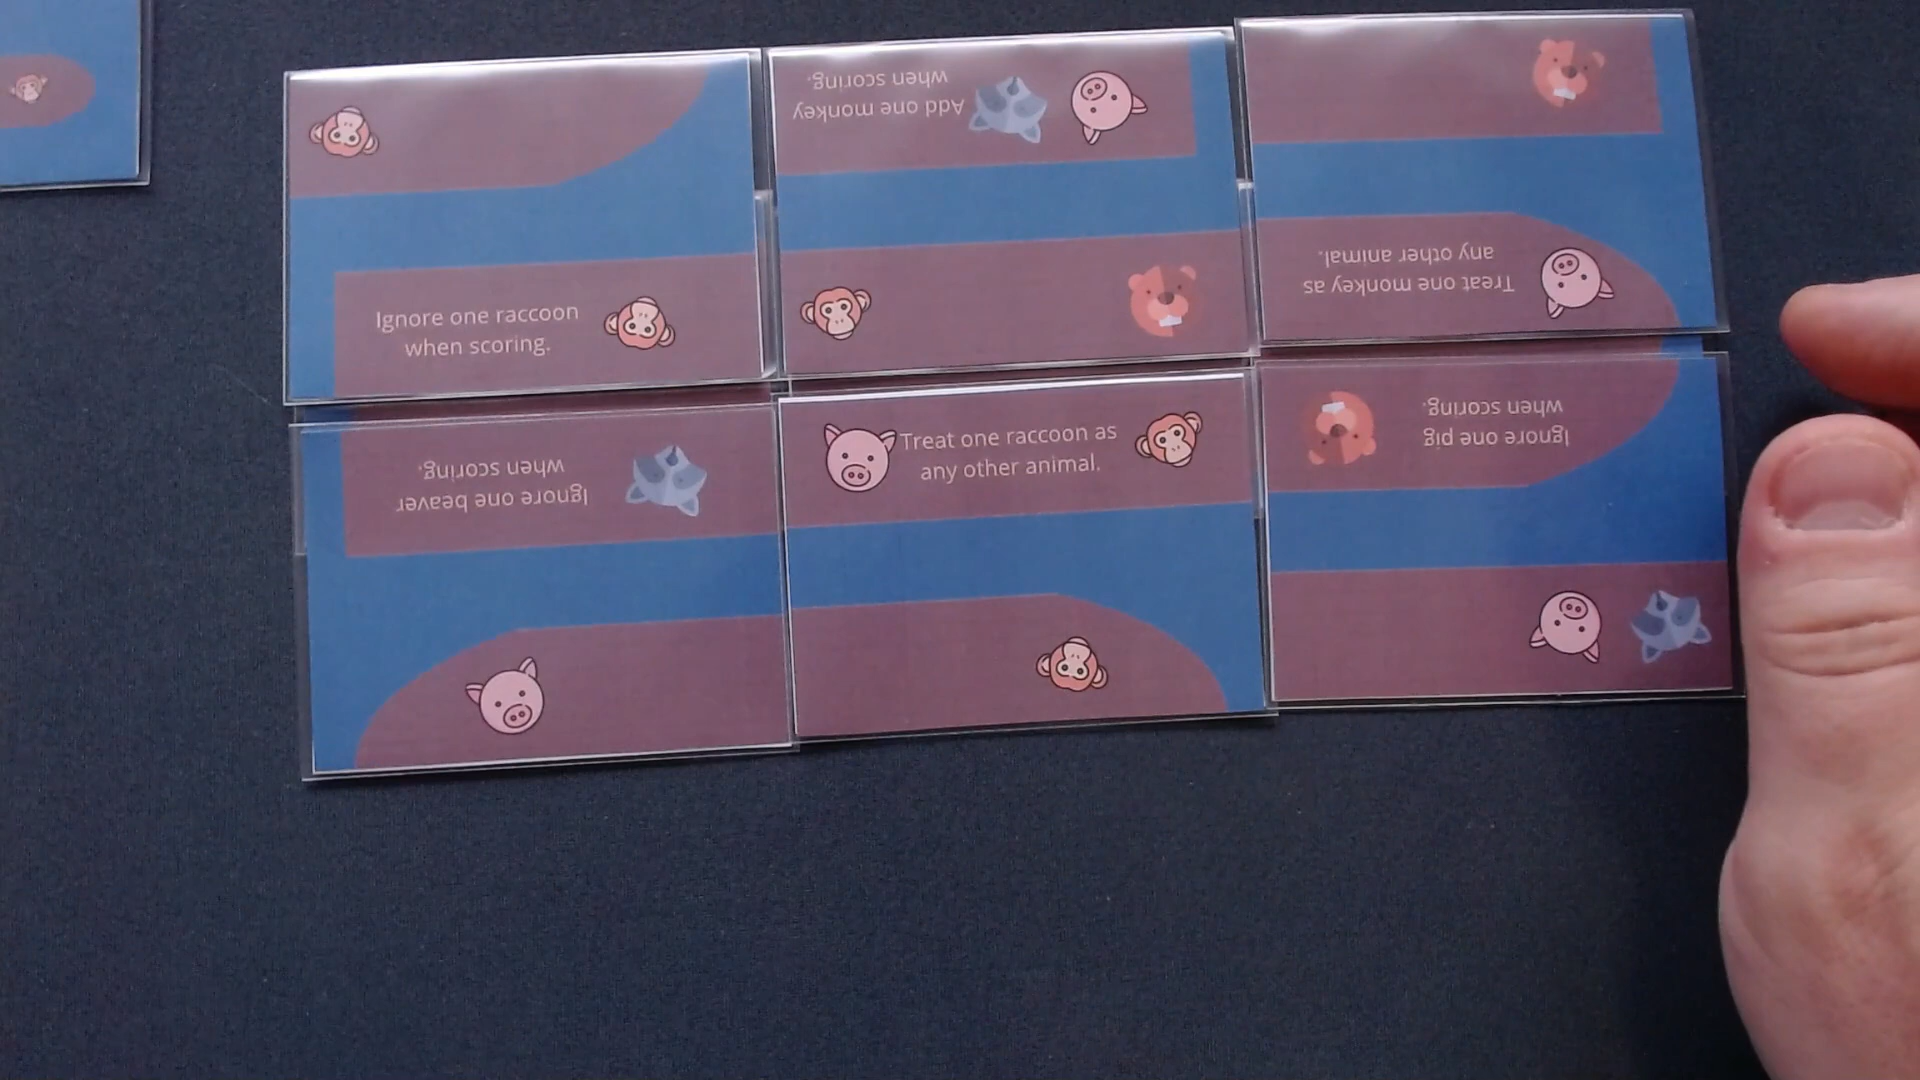 Add one monkey
when scoring.
Treat one monkey as
any other animal.
Ignore one raccoon
when scoring.
Ignore one beaver
when scoring.
Treat one raccoon as
any other animal.
Ignore one pig
when scoring.